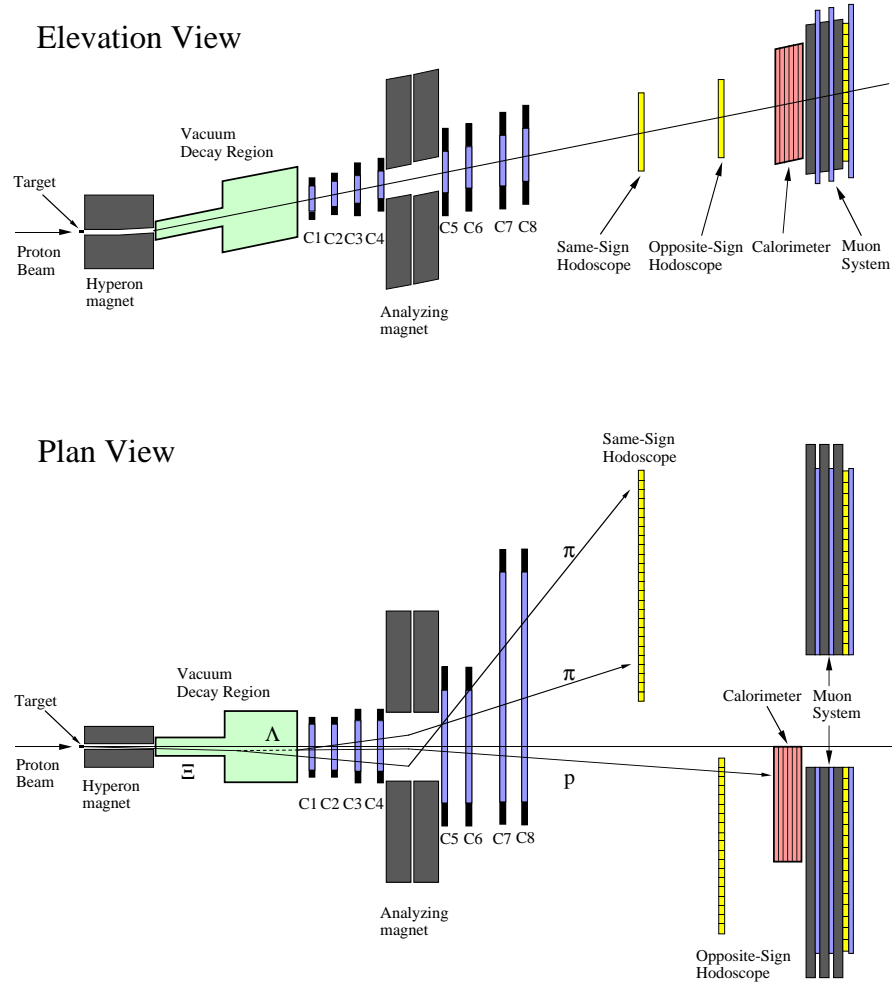 Elevation View
Vacuum
Decay Region
Target
Proton
Beam
Hyperon
magnet
C1 C2 C3 C4
C5 C6 C7 C8
Analyzing
magnet
Same-Sign
Hodoscope
Opposite-Sign
Hodoscope
Calorimeter
Muon
System
Plan View
Same-Sign
Hodoscope
π
π
Vacuum
Decay Region
Target
Λ
Calorimeter
Muon
System
Proton
Beam
Hyperon
magnet
Ξ
p
C1 C2 C3 C4
C5 C6 C7 C8
Analyzing
magnet
Opposite-Sign
Hodoscope